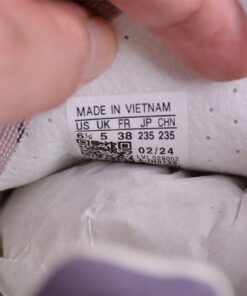 MADE IN VIETNAM
US UK FR JP CHN
6½ 5 38 235 235
02/24